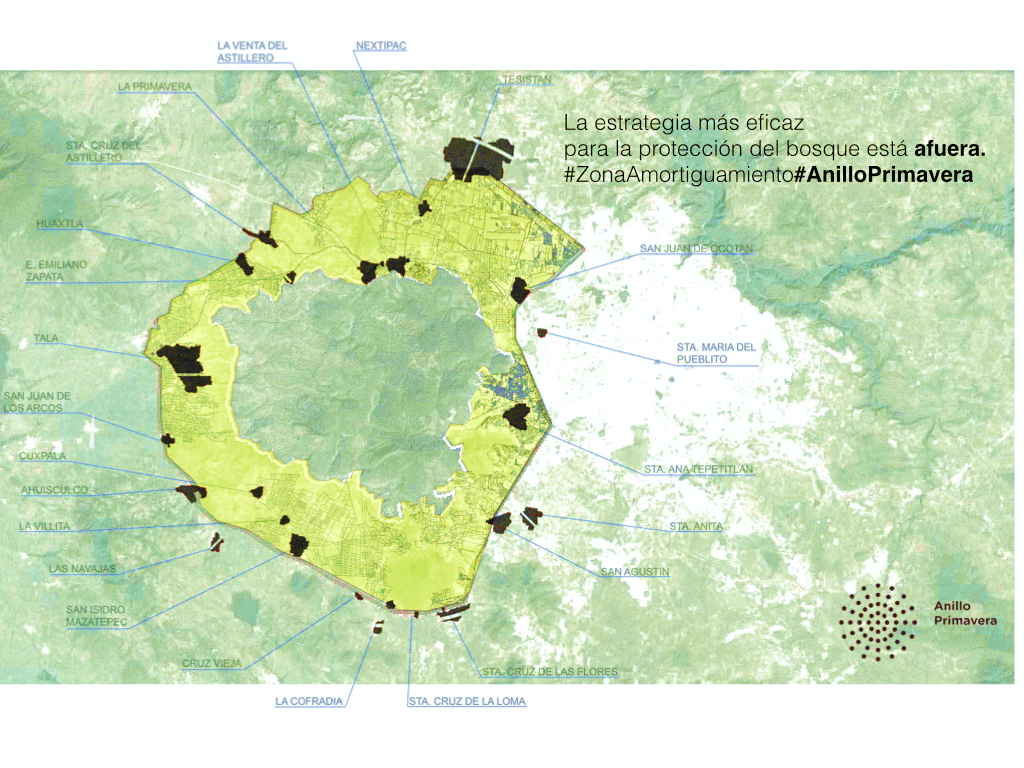 LA VENTA DEL
ASTILLERO
NEXTIPAC
LA PRIMAVERA
TESISTAN
La estrategia más eficaz
para la protección del bosque está afuera.
#ZonaAmortiguamiento#AnilloPrimavera
STA. CRUZ DEL
ASTILLERO
HUAXTLA
SAN JUAN DE OCOTAN
E. EMILIANO
ZAPATA
TALA
STA. MARIA DEL
PUEBLITO
SAN JUAN DE
LOS ARCOS
CUXPALA
STA. ANA TEPETITLAN
AHUISCULCO
LA VILLITA
STA. ANITA
LAS NAVAJAS
SAN AGUSTIN
SAN ISIDRO
MAZATEPEC
Anillo
Primavera
CRUZ VIEJA
STA. CRUZ DE LAS FLORES
LA COFRADIA
STA. CRUZ DE LA LOMA